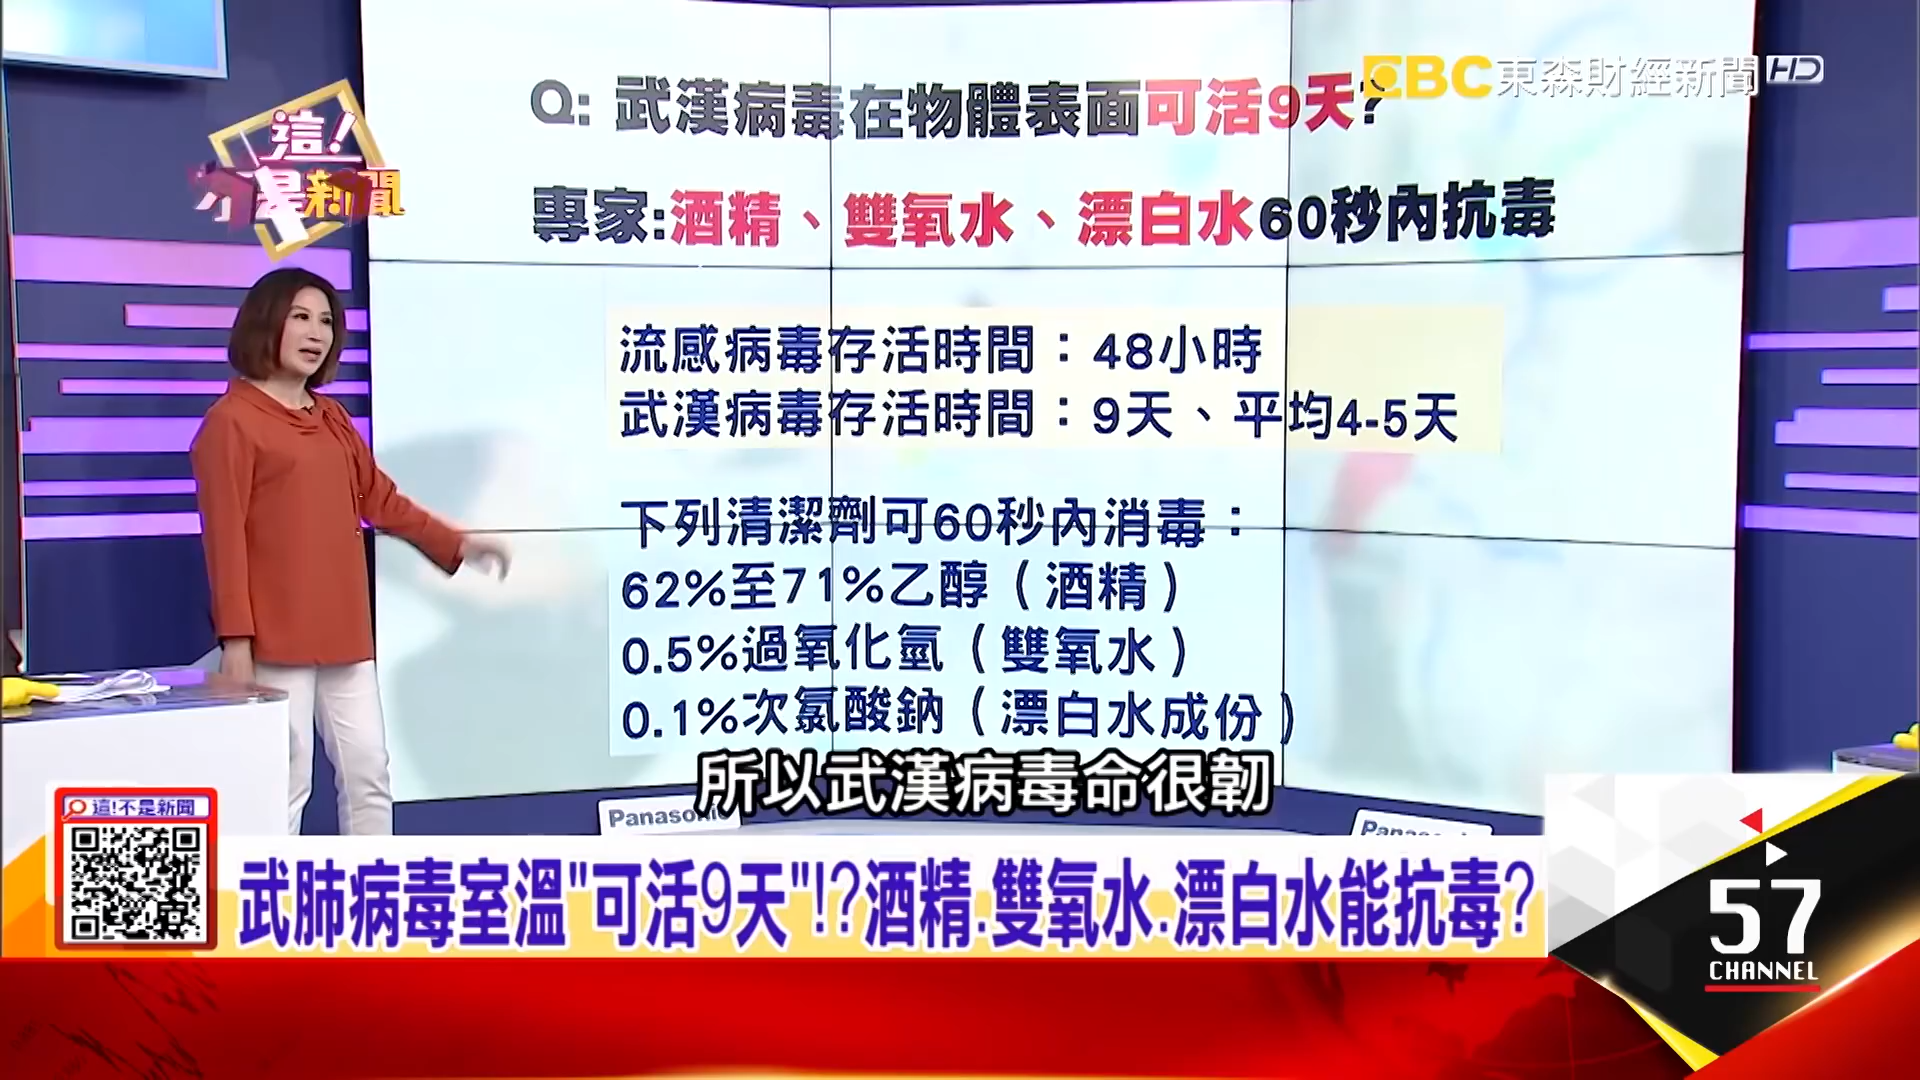 EBC東森財經新聞HD
Q: 武漢病毒在物體表面可活9天?
專家:酒精、雙氧水、漂白水60秒內抗毒
這!
不是新聞
流感病毒存活時間：48小時
武漢病毒存活時間：9天、平均4-5天
下列清潔劑可60秒內消毒：
62%至71%乙醇（酒精）
0.5%過氧化氫（雙氧水）
0.1%次氯酸鈉（漂白水成份）
所以武漢病毒命很韌
Panasonic
這!不是新聞
武肺病毒室溫"可活9天"!?酒精.雙氧水.漂白水能抗毒?
57
CHANNEL